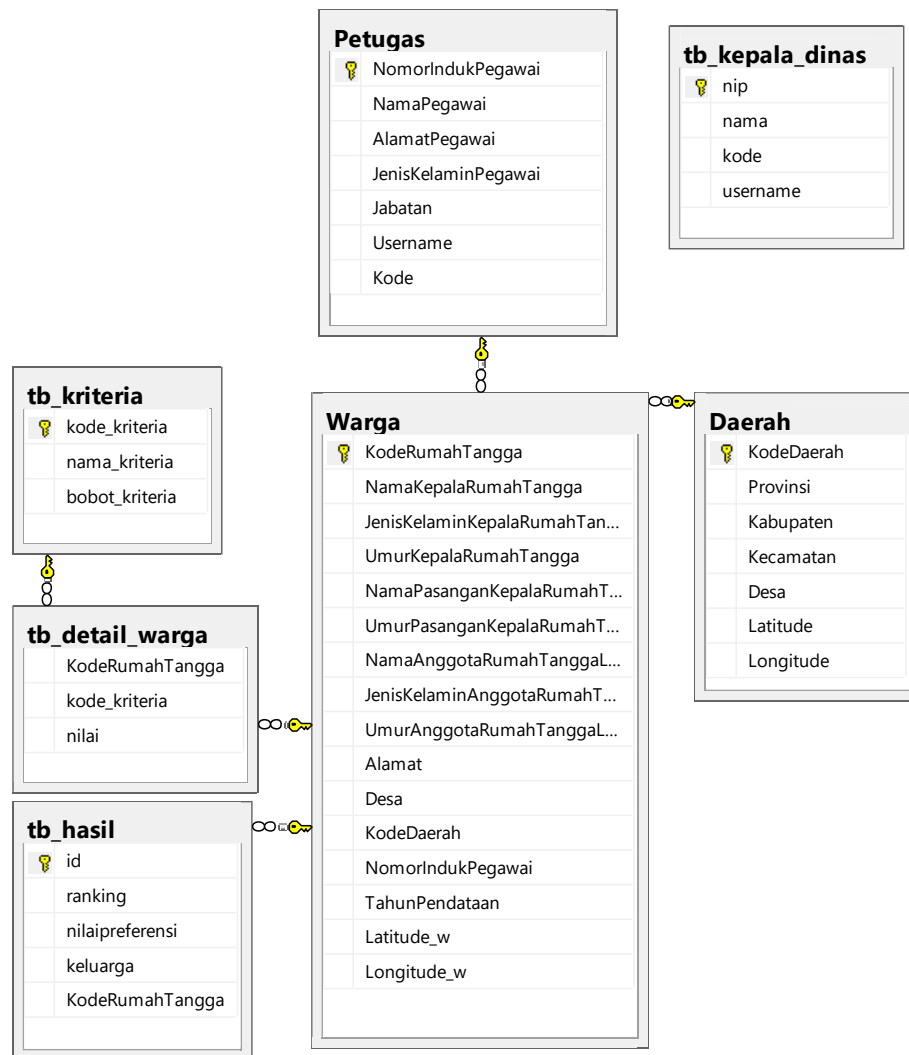 Petugas
NomorIndukPegawai
NamaPegawai
AlamatPegawai
JenisKelaminPegawai
Jabatan
Username
Kode
tb_kepala_dinas
nip
nama
kode
username
tb_kriteria
kode_kriteria
nama_kriteria
bobot_kriteria
tb_detail_warga
KodeRumahTangga
kode_kriteria
nilai
tb_hasil
id
ranking
nilaipreferensi
keluarga
KodeRumahTangga
Warga
KodeRumahTangga
NamaKepalaRumahTangga
JenisKelaminKepalaRumahTan...
UmurKepalaRumahTangga
NamaPasanganKepalaRumahT...
UmurPasanganKepalaRumahT...
NamaAnggotaRumahTanggaL...
JenisKelaminAnggotaRumahT...
UmurAnggotaRumahTanggaL...
Alamat
Desa
KodeDaerah
NomorIndukPegawai
TahunPendataan
Latitude_w
Longitude_w
Daerah
KodeDaerah
Provinsi
Kabupaten
Kecamatan
Desa
Latitude
Longitude